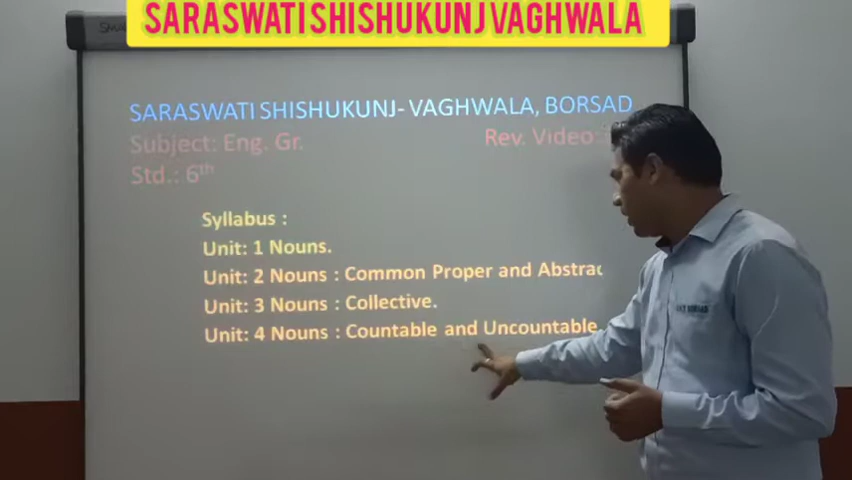 SARASWATI SHISHUKUNJ VAGHWALA
SARASWATI SHISHUKUNJ- VAGHWALA, BORSAD
Subject: Eng. Gr.
Rev. Video:
Std.: 6th
Syllabus :
Unit: 1 Nouns.
Unit: 2 Nouns : Common Proper and Abstrac
Unit: 3 Nouns : Collective.
Unit: 4 Nouns : Countable and Uncountable